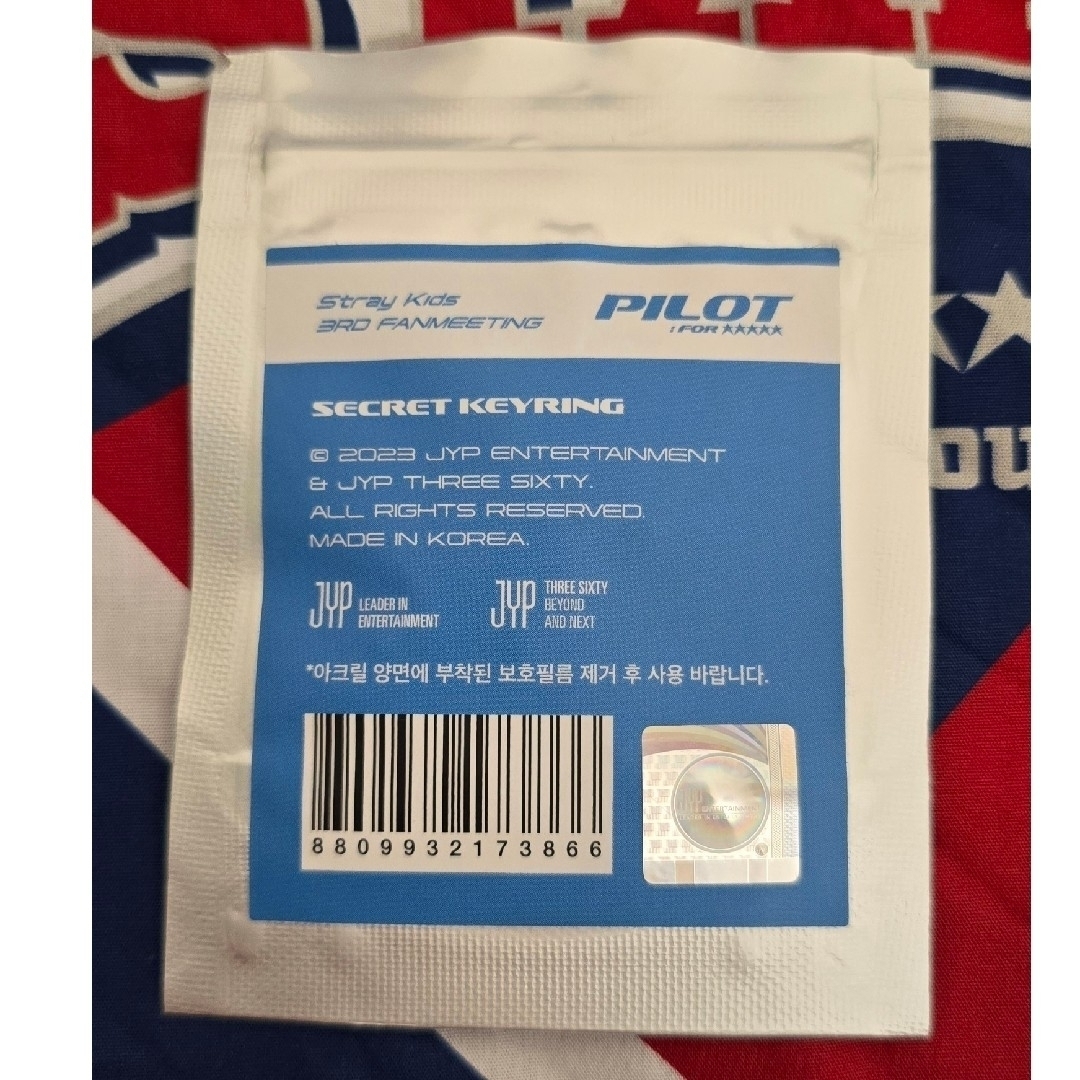 Stray Kids
3RD FANMEETING
PILOT
: FOR ★★★★★
SECRET KEYRING
© 2023 JYP ENTERTAINMENT
& JYP THREE SIXTY.
ALL RIGHTS RESERVED.
MADE IN KOREA.
JYP LEADER IN
ENTERTAINMENT
JYP THREE SIXTY
BEYOND
AND NEXT
*아크릴 양면에 부착된 보호필름 제거 후 사용 바랍니다.
8809932173866
JYP ENTERTAINMENT